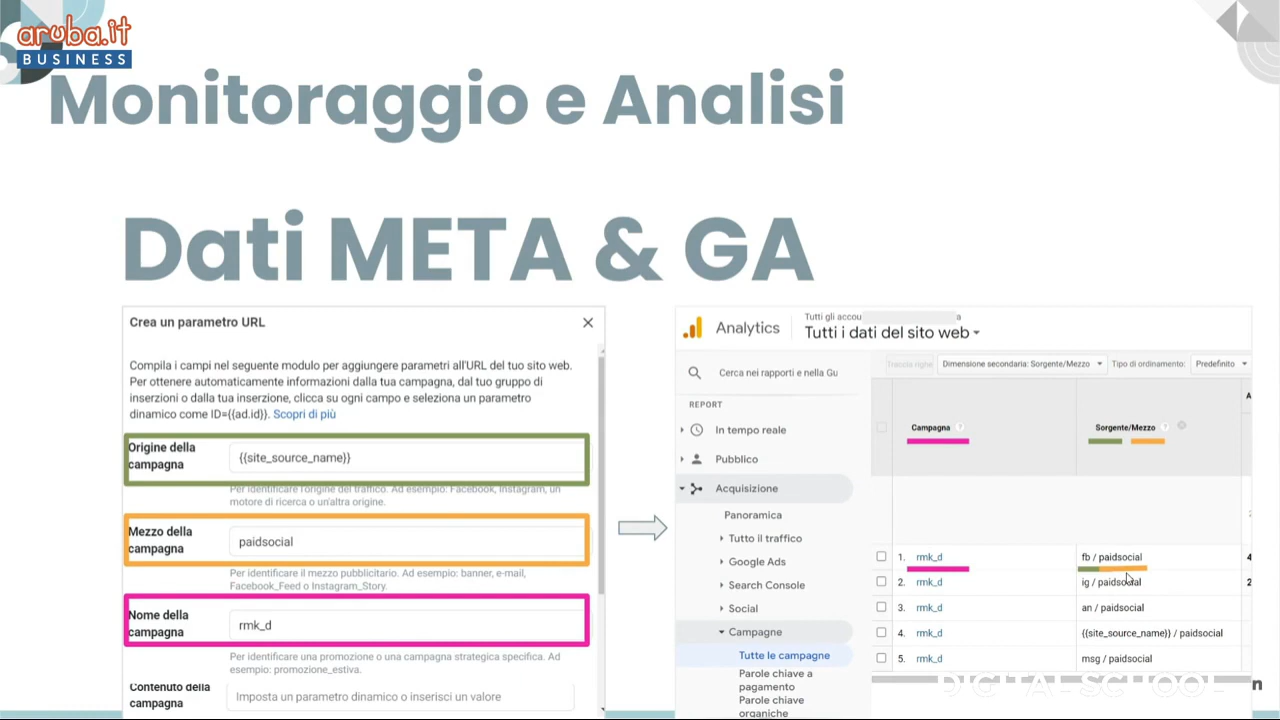 aruba.it
BUSINESS
Monitoraggio e Analisi
Dati META & GA
Crea un parametro URL
Compila i campi nel seguente modulo per aggiungere parametri all'URL del tuo sito web.
Per ottenere automaticamente informazioni dalla tua campagna, dal tuo gruppo di
inserzioni o dalla tua inserzione, clicca su ogni campo e seleziona un parametro
dinamico come ID={{ad.id}}. Scopri di più
Origine della
campagna
{{site_source_name}}
Per identificare l'origine del traffico. Ad esempio: Facebook, Instagram, un
motore di ricerca o un'altra origine.
Mezzo della
campagna
paidsocial
Per identificare il mezzo pubblicitario. Ad esempio: banner, e-mail,
Facebook_Feed o Instagram_Story.
Nome della
campagna
rmk_d
Per identificare una promozione o una campagna strategica specifica. Ad
esempio: promozione_estiva.
Contenuto della
campagna
Imposta un parametro dinamico o inserisci un valore
Analytics
Tutti gli accou
a
Tutti i dati del sito web
Cerca nei rapporti e nella Gu
REPORT
In tempo reale
Pubblico
Acquisizione
Panoramica
Tutto il traffico
Google Ads
Search Console
Social
Campagne
Tutte le campagne
Parole chiave a
pagamento
Parole chiave
organiche
Traccia righe
Dimensione secondaria: Sorgente/Mezzo
Tipo di ordinamento:
Predefinito
Campagna
Sorgente/Mezzo
A
1. rmk_d fb / paidsocial 4
2. rmk_d ig / paidsocial 2
3. rmk_d an / paidsocial
4. rmk_d {{site_source_name}} / paidsocial
5. rmk_d msg / paidsocial
DIGITAL SCHOOL